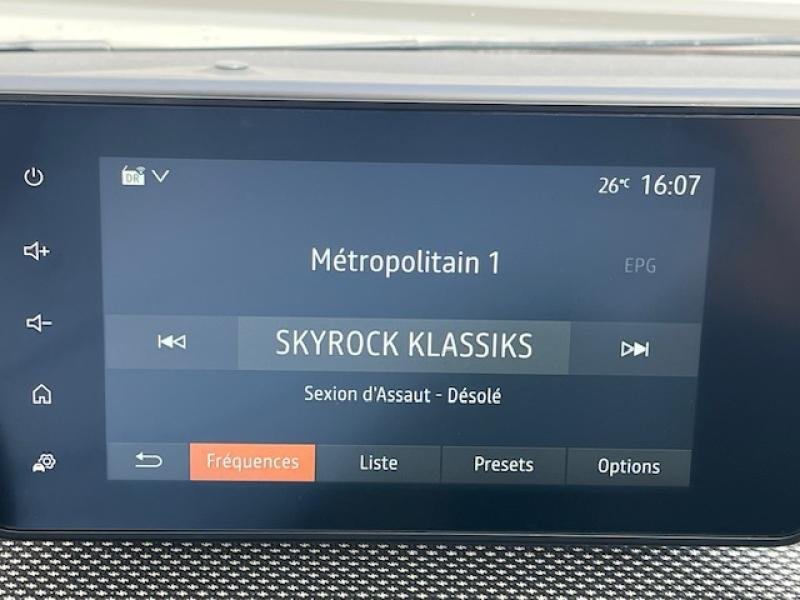 DR
26°C 16:07
Métropolitain 1
EPG
SKYROCK KLASSIKS
Sexion d'Assaut - Désolé
Fréquences Liste Presets Options